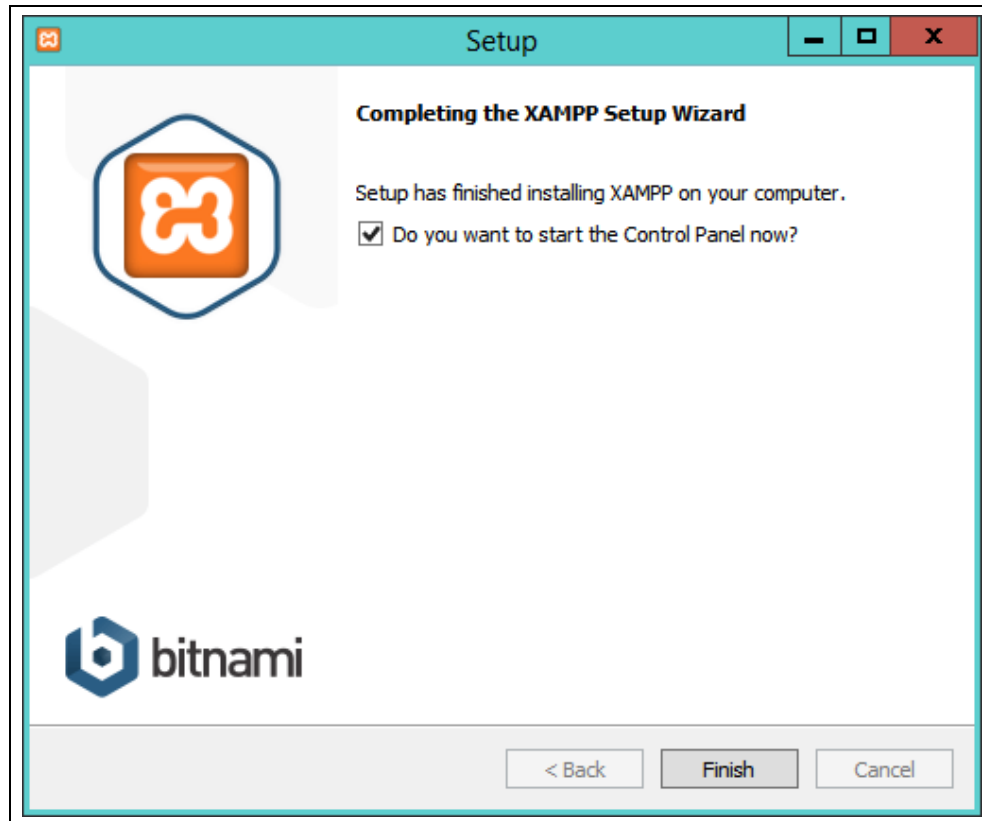 Setup
Completing the XAMPP Setup Wizard
Setup has finished installing XAMPP on your computer.
Do you want to start the Control Panel now?
bitnami
< Back
Finish
Cancel